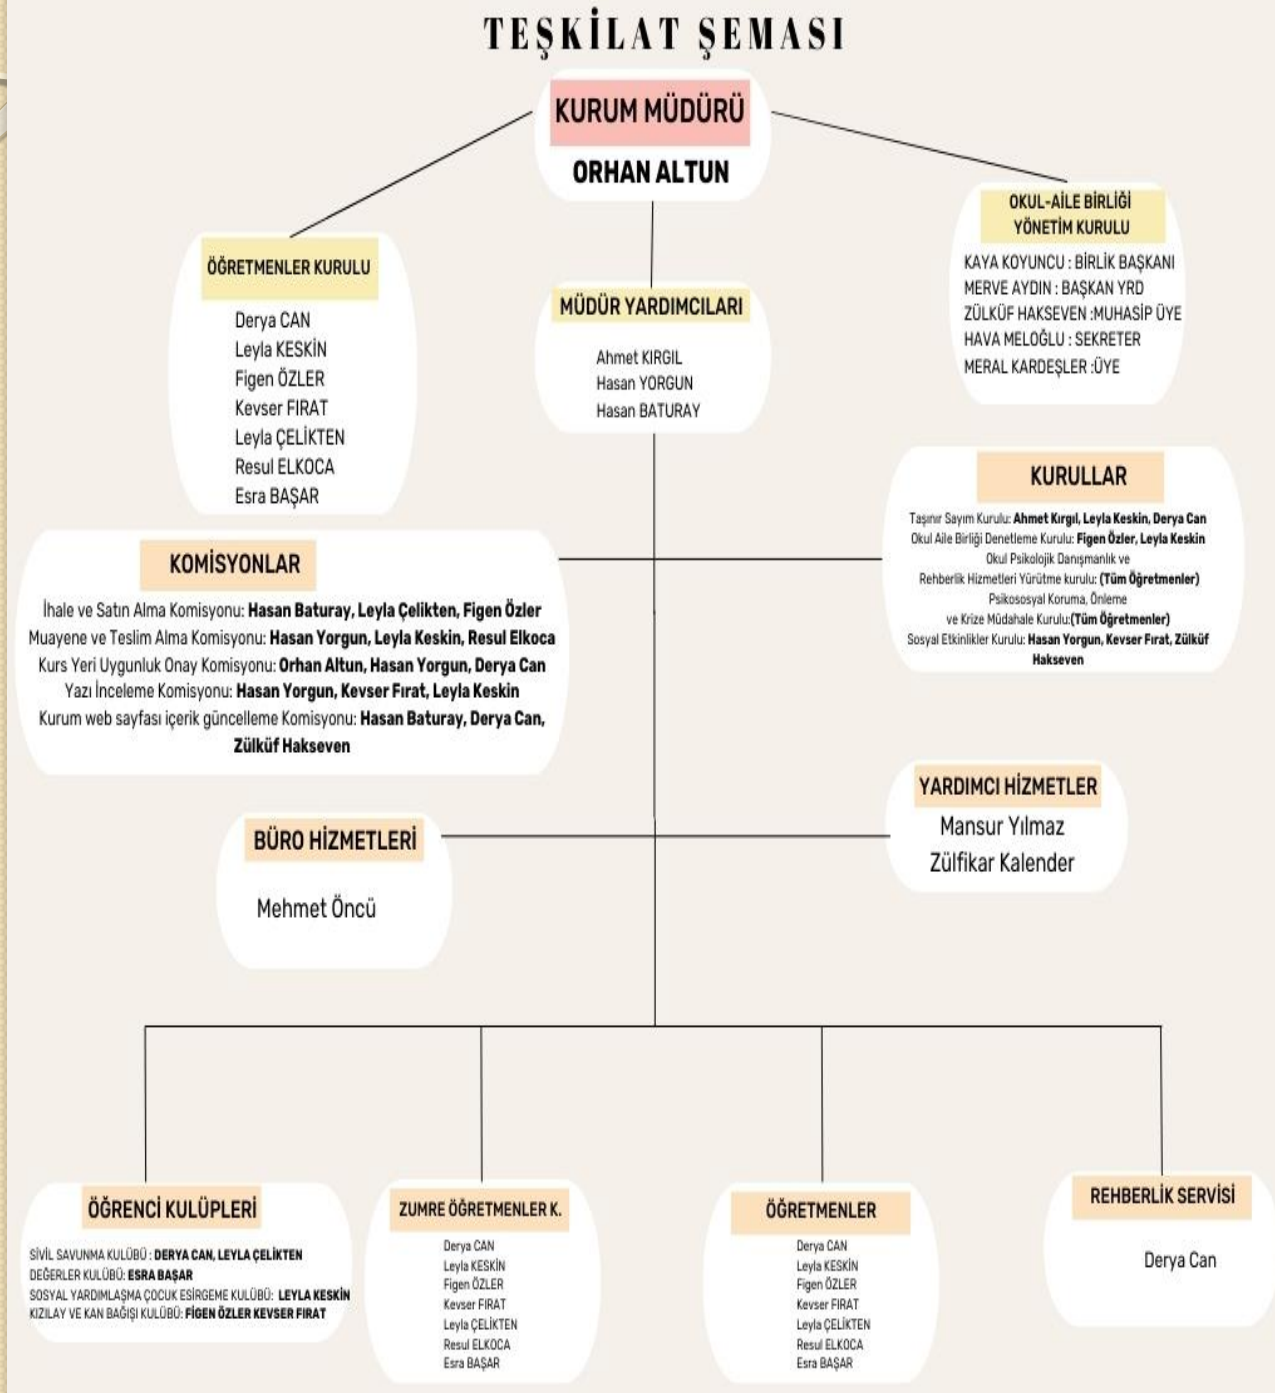 TEŞKİLAT ŞEMASI
KURUM MÜDÜRÜ
ORHAN ALTUN
ÖĞRETMENLER KURULU
Derya CAN
Leyla KESKİN
Figen ÖZLER
Kevser FIRAT
Leyla ÇELİKTEN
Resul ELKOCA
Esra BAŞAR
MÜDÜR YARDIMCILARI
Ahmet KIRGIL
Hasan YORGUN
Hasan BATURAY
OKUL-AİLE BİRLİĞİ
YÖNETİM KURULU
KAYA KOYUNCU : BİRLİK BAŞKANI
MERVE AYDIN : BAŞKAN YRD
ZÜLKÜF HAKSEVEN :MUHASİP ÜYE
HAVA MELOĞLU : SEKRETER
MERAL KARDEŞLER :ÜYE
KOMİSYONLAR
İhale ve Satın Alma Komisyonu: Hasan Baturay, Leyla Çelikten, Figen Özler
Muayene ve Teslim Alma Komisyonu: Hasan Yorgun, Leyla Keskin, Resul Elkoca
Kurs Yeri Uygunluk Onay Komisyonu: Orhan Altun, Hasan Yorgun, Derya Can
Yazı İnceleme Komisyonu: Hasan Yorgun, Kevser Fırat, Leyla Keskin
Kurum web sayfası içerik güncelleme Komisyonu: Hasan Baturay, Derya Can,
Zülküf Hakseven
KURULLAR
Taşınır Sayım Kurulu: Ahmet Kırgıl, Leyla Keskin, Derya Can
Okul Aile Birliği Denetleme Kurulu: Figen Özler, Leyla Keskin
Okul Psikolojik Danışmanlık ve
Rehberlik Hizmetleri Yürütme kurulu: (Tüm Öğretmenler)
Psikososyal Koruma, Önleme
ve Krize Müdahale Kurulu:(Tüm Öğretmenler)
Sosyal Etkinlikler Kurulu: Hasan Yorgun, Kevser Fırat, Zülküf
Hakseven
BÜRO HİZMETLERİ
Mehmet Öncü
YARDIMCI HİZMETLER
Mansur Yılmaz
Zülfikar Kalender
ÖĞRENCİ KULÜPLERİ
SİVİL SAVUNMA KULÜBÜ : DERYA CAN, LEYLA ÇELİKTEN
DEĞERLER KULÜBÜ: ESRA BAŞAR
SOSYAL YARDIMLAŞMA ÇOCUK ESİRGEME KULÜBÜ: LEYLA KESKİN
KIZILAY VE KAN BAĞIŞI KULÜBÜ: FİGEN ÖZLER KEVSER FIRAT
ZUMRE ÖĞRETMENLER K.
Derya CAN
Leyla KESKİN
Figen ÖZLER
Kevser FIRAT
Leyla ÇELİKTEN
Resul ELKOCA
Esra BAŞAR
ÖĞRETMENLER
Derya CAN
Leyla KESKİN
Figen ÖZLER
Kevser FIRAT
Leyla ÇELİKTEN
Resul ELKOCA
Esra BAŞAR
REHBERLİK SERVİSİ
Derya Can